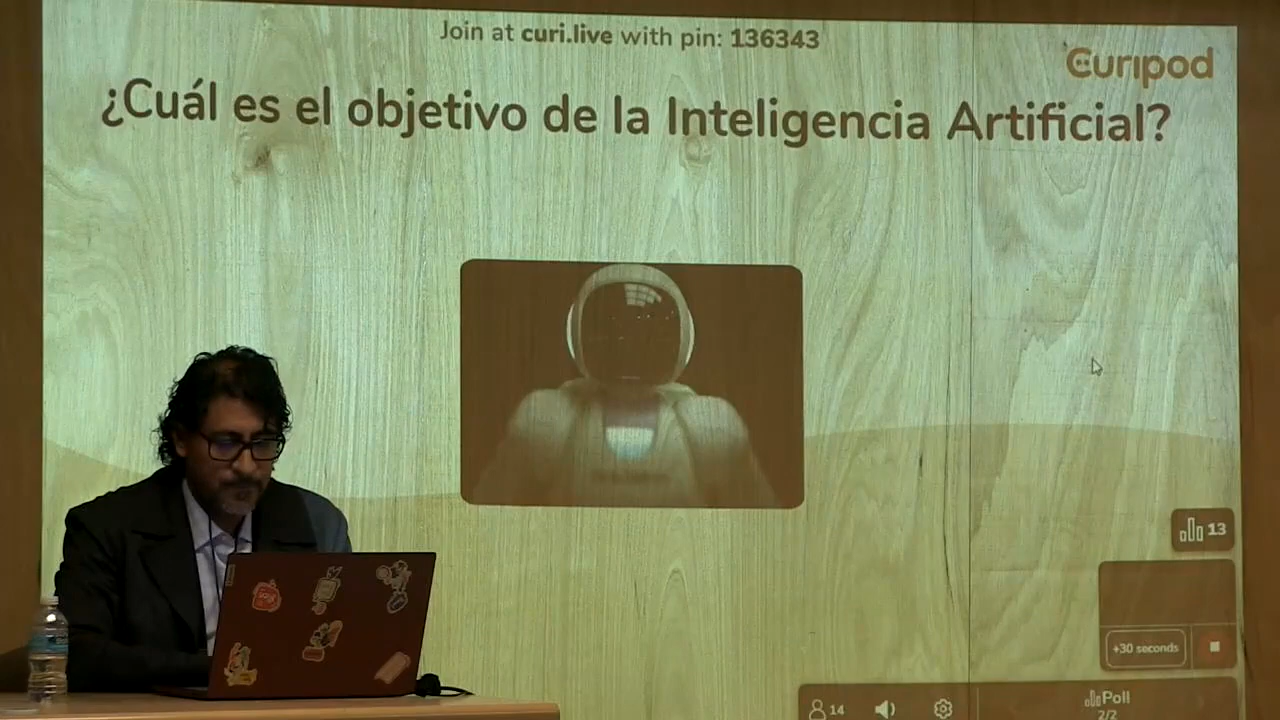 Join at curi.live with pin: 136343
Curipod
¿Cuál es el objetivo de la Inteligencia Artificial?
13
+30 seconds
14
Poll
2/2